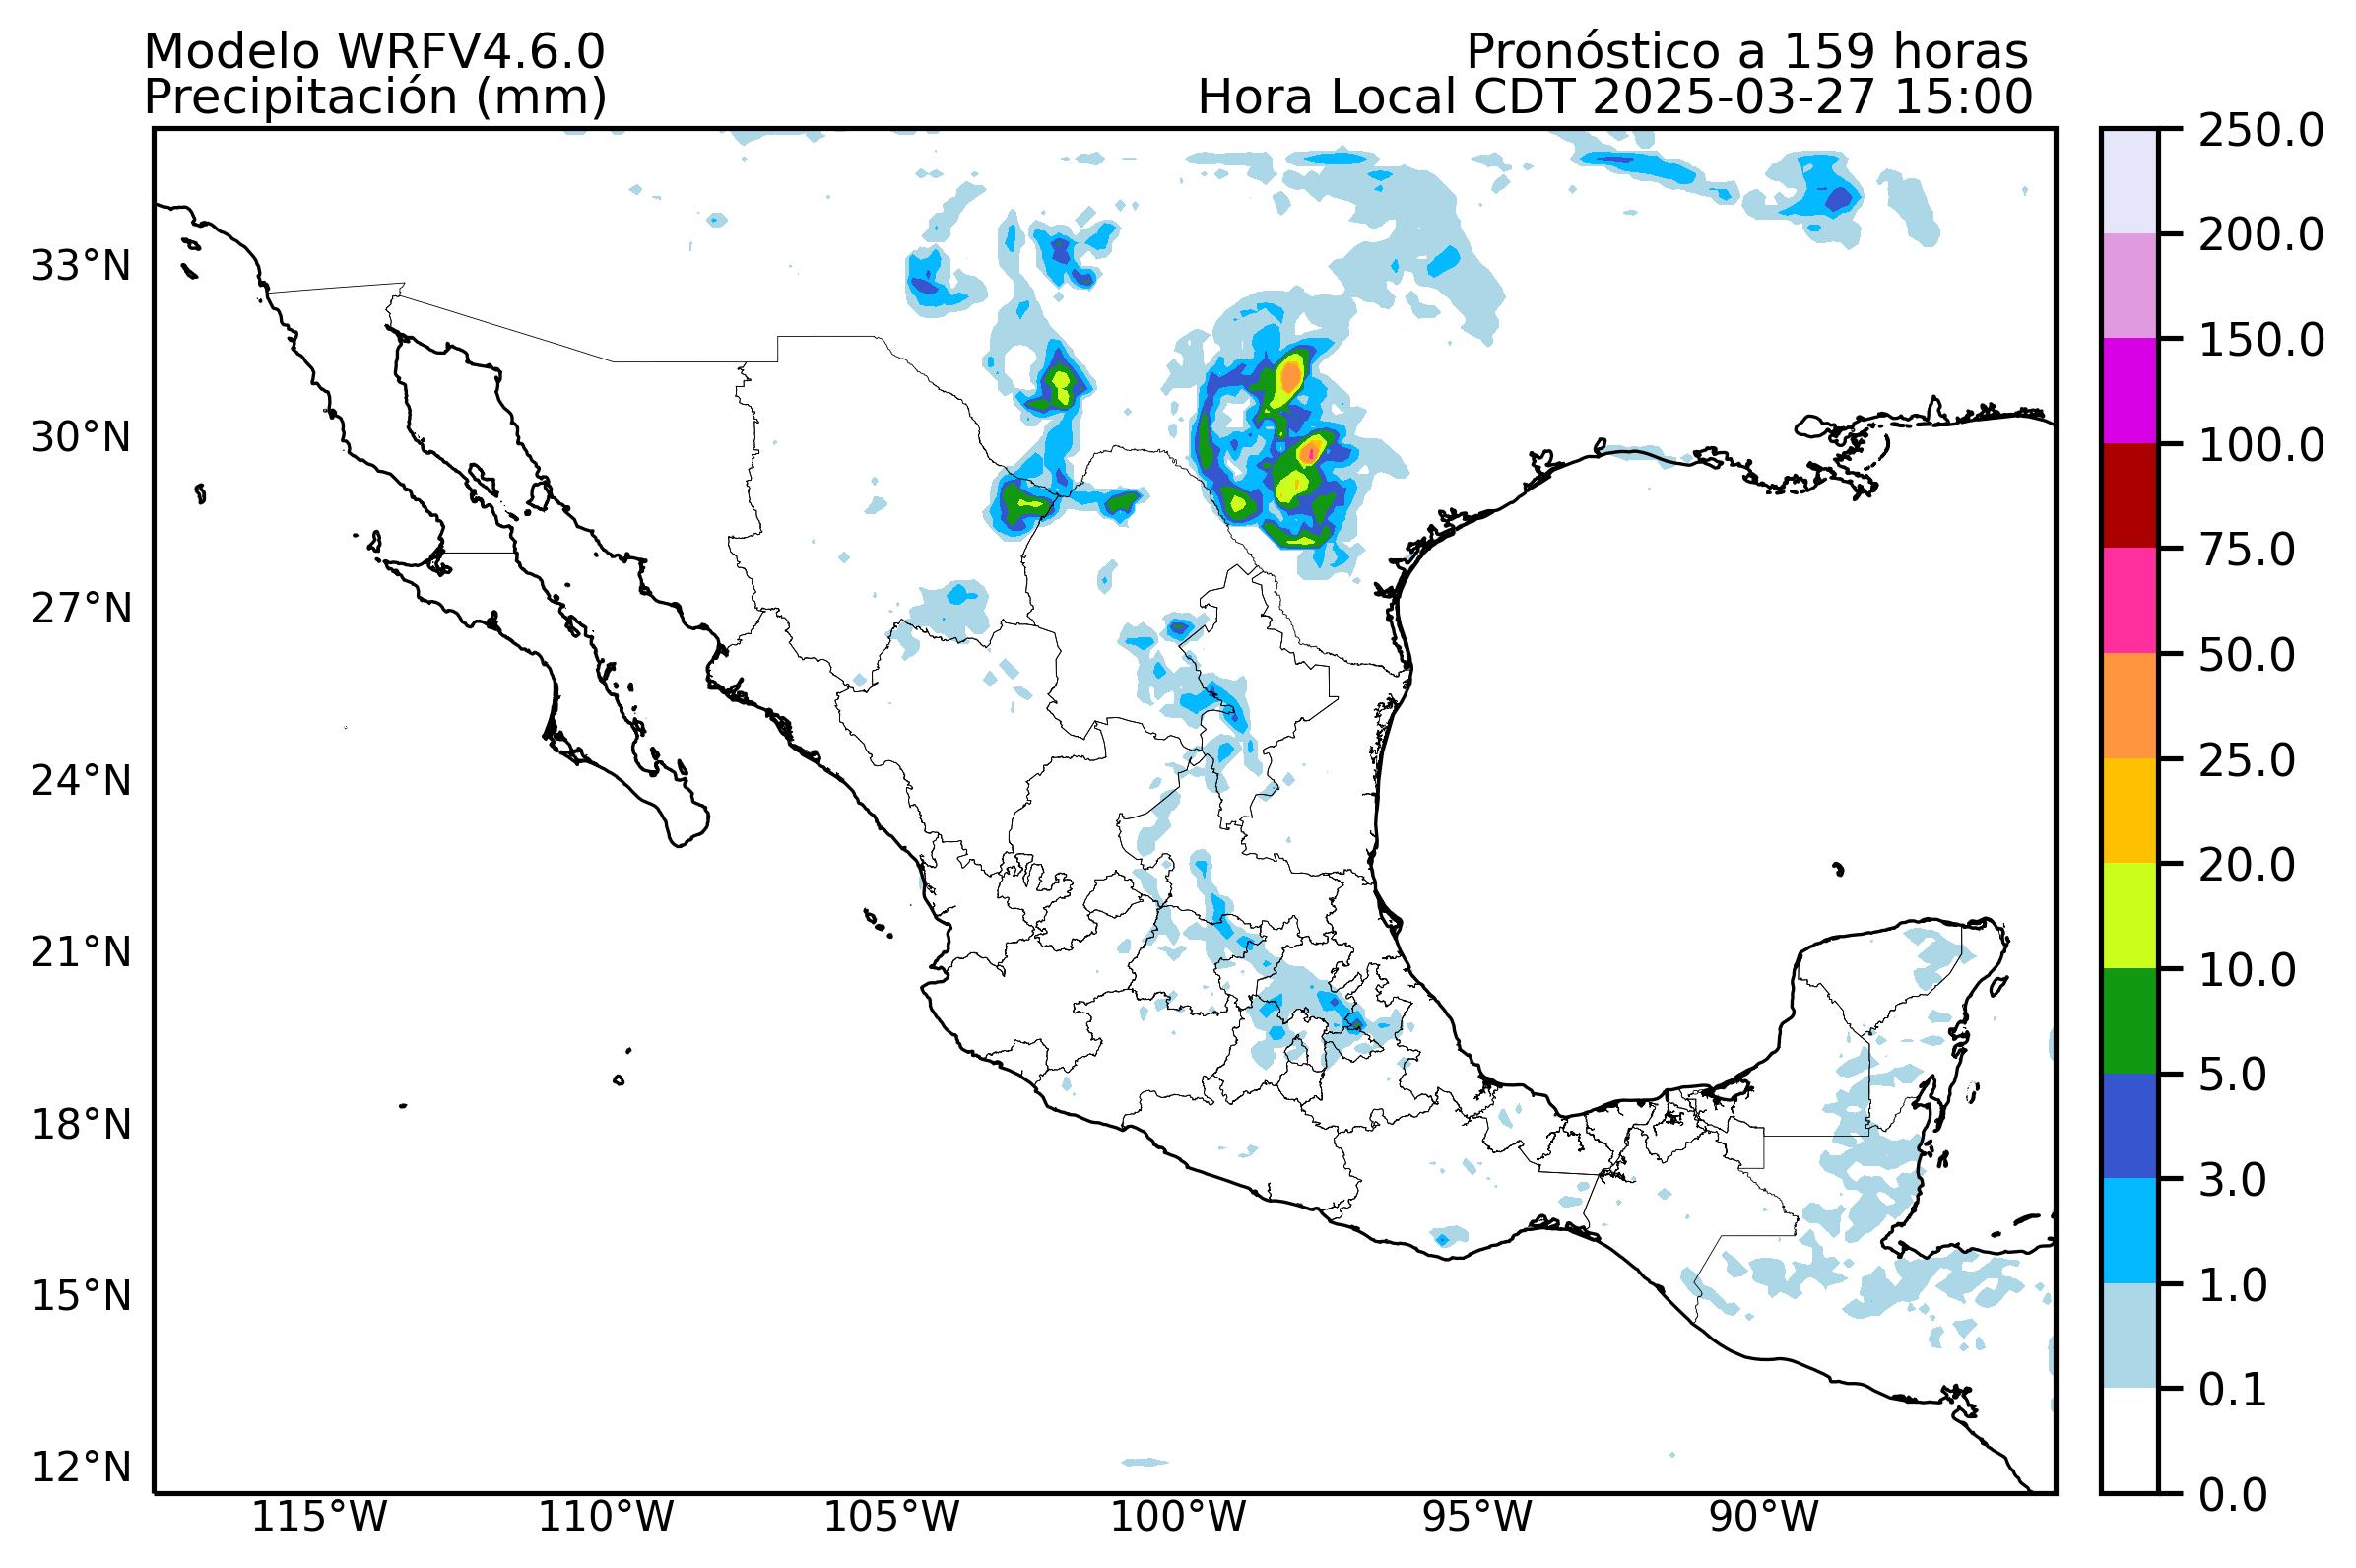 Modelo WRFV4.6.0
Pronóstico a 159 horas
Precipitación (mm)
Hora Local CDT 2025-03-27 15:00
33°N
30°N
27°N
24°N
21°N
18°N
15°N
12°N
115°W
110°W
105°W
100°W
95°W
90°W
250.0
200.0
150.0
100.0
75.0
50.0
25.0
20.0
10.0
5.0
3.0
1.0
0.1
0.0